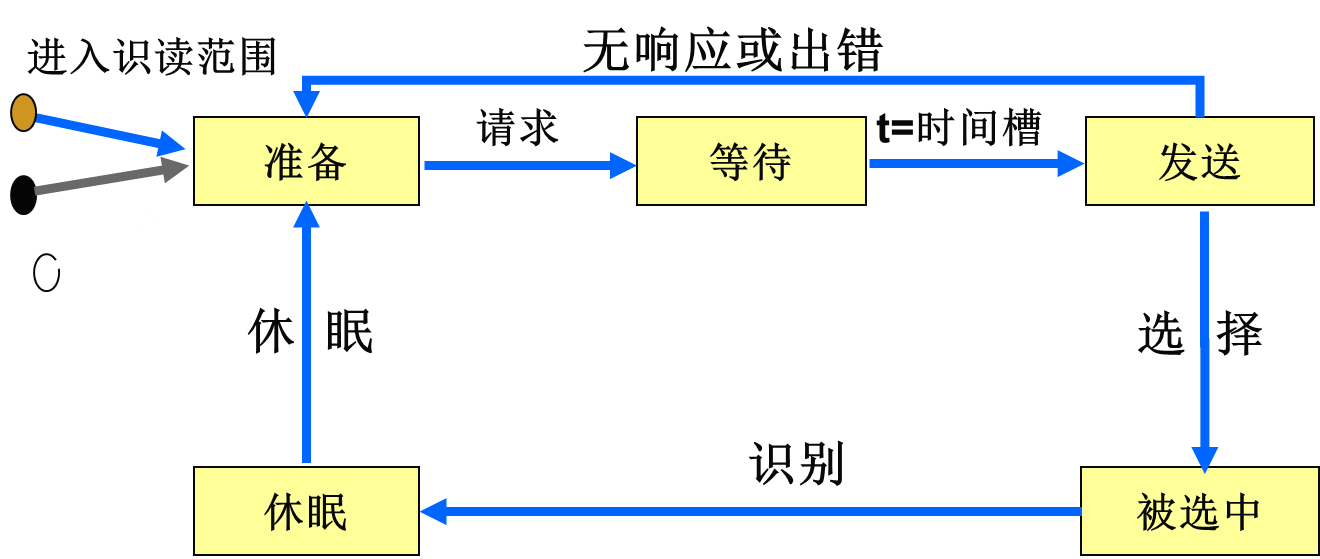 进入识读范围
无响应或出错
准备
请求
等待
t=时间槽
发送
休 眠
选 择
休眠
识别
被选中